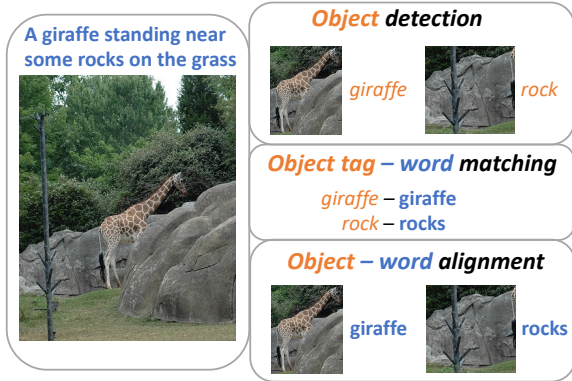 A giraffe standing near
some rocks on the grass
Object detection
giraffe
rock
Object tag – word matching
giraffe – giraffe
rock – rocks
Object – word alignment
giraffe
rocks